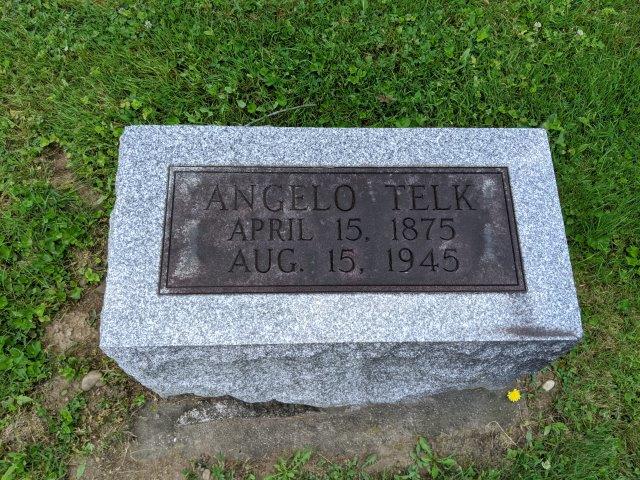 ANGELO TELK
APRIL 15, 1875
AUG. 15, 1945